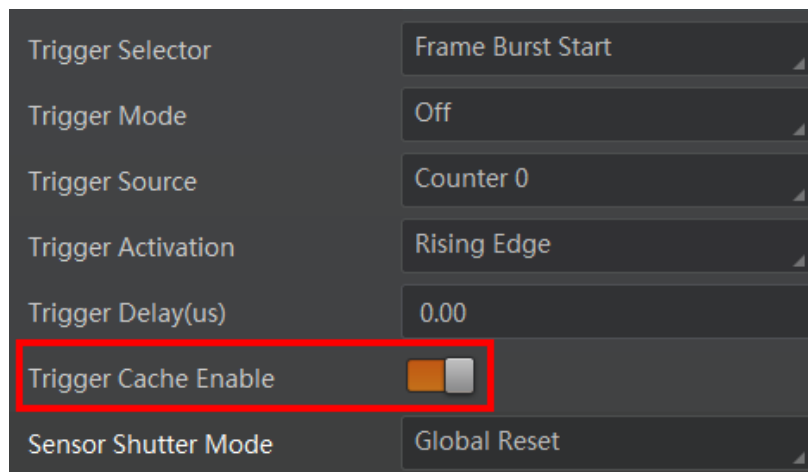 Trigger Selector Frame Burst Start
Trigger Mode Off
Trigger Source Counter 0
Trigger Activation Rising Edge
Trigger Delay(us) 0.00
Trigger Cache Enable
Sensor Shutter Mode Global Reset